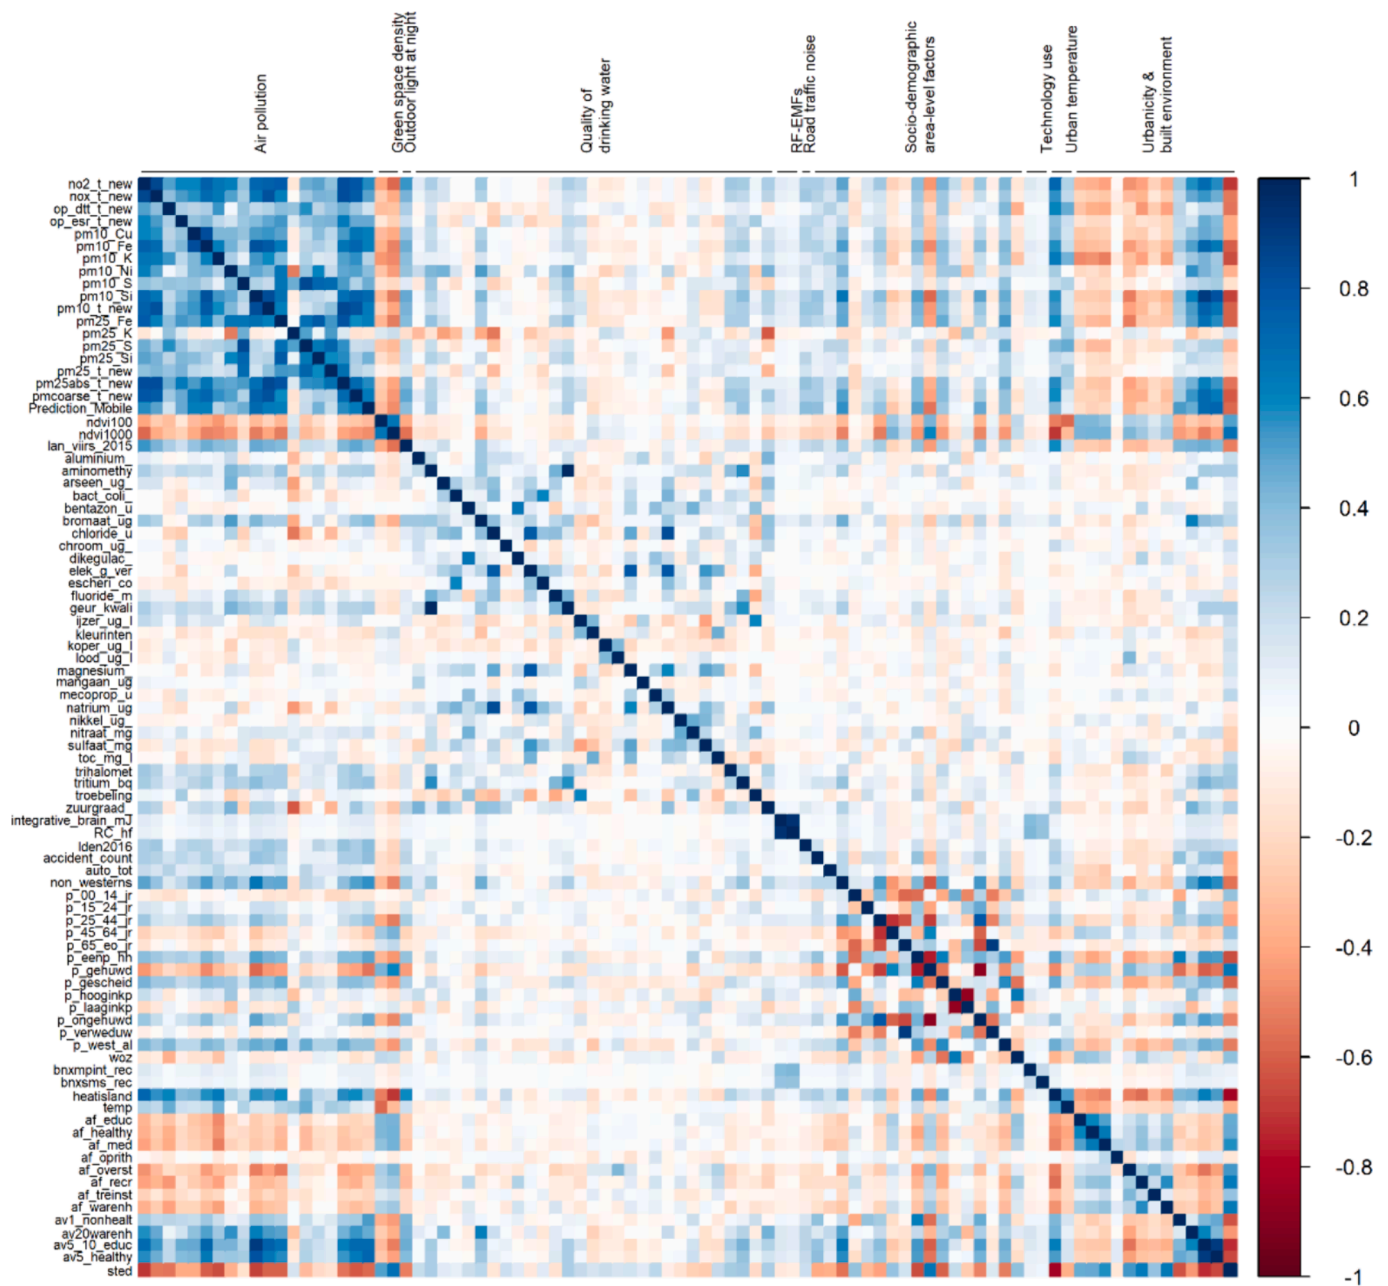 Air pollution
Green space density
Outdoor light at night
Quality of
drinking water
RF-EMFs
Road traffic noise
Socio-demographic
area-level factors
Technology use
Urban temperature
Urbanicity &
built environment
no2_t_new
nox_t_new
op_dtt_t_new
op_esr_t_new
pm10_Cu
pm10_Fe
pm10_K
pm10_Ni
pm10_S
pm10_Si
pm10_t_new
pm25_Fe
pm25_K
pm25_S
pm25_Si
pm25_t_new
pm25abs_t_new
pmcoarse_t_new
Prediction_Mobile
ndvi100
ndvi1000
lan_viirs_2015
aluminium_
aminomethy
arseen_ug_
bact_coli_
bentazon_u
bromaat_ug
chloride_u
chroom_ug_
dikegulac_
elek_g_ver
escheri_co
fluoride_m
geur_kwali
ijzer_ug_l
kleurinten
koper_ug_l
lood_ug_l
magnesium_
mangaan_ug
mecoprop_u
natrium_ug
nikkel_ug_
nitraat_mg
sulfaat_mg
toc_mg_l
trihalomet
tritium_bq
troebeling
zuurgraad_
integrative_brain_mJ
RC_hf
lden2016
accident_count
auto_tot
non_westerns
p_00_14_jr
p_15_24_jr
p_25_44_jr
p_45_64_jr
p_65_eo_jr
p_eenp_hh
p_gehuwd
p_gescheid
p_hooginkp
p_laaginkp
p_ongehuwd
p_verweduw
p_west_al
woz
bnxmpint_rec
bnxsms_rec
heatisland
temp
af_educ
af_healthy
af_med
af_oprith
af_overst
af_recr
af_treinst
af_warenh
av1_nonhealt
av20warenh
av5_10_educ
av5_healthy
sted
1
0.8
0.6
0.4
0.2
0
-0.2
-0.4
-0.6
-0.8
-1